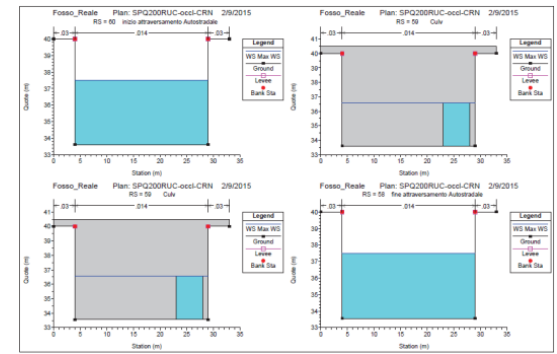 Fosso_Reale Plan: SPQ200RUC-occl-CRN 2/9/2015
RS = 60 inizio attraversamento Autostradale
.03 .014 .03
Legend
WS Max WS
Ground
Levee
Bank Sta
Quote (m)
40
39
38
37
36
35
34
33
0 5 10 15 20 25 30 35
Station (m)
Fosso_Reale Plan: SPQ200RUC-occl-CRN 2/9/2015
RS = 59 Culv
.03 .014 .03
Legend
WS Max WS
Ground
Levee
Bank Sta
Quote (m)
41
40
39
38
37
36
35
34
33
0 5 10 15 20 25 30 35
Station (m)
Fosso_Reale Plan: SPQ200RUC-occl-CRN 2/9/2015
RS = 59 Culv
.03 .014 .03
Legend
WS Max WS
Ground
Levee
Bank Sta
Quote (m)
41
40
39
38
37
36
35
34
33
0 5 10 15 20 25 30 35
Station (m)
Fosso_Reale Plan: SPQ200RUC-occl-CRN 2/9/2015
RS = 58 fine attraversamento Autostradale
.03 .014 .03
Legend
WS Max WS
Ground
Levee
Bank Sta
Quote (m)
40
39
38
37
36
35
34
33
0 5 10 15 20 25 30 35
Station (m)